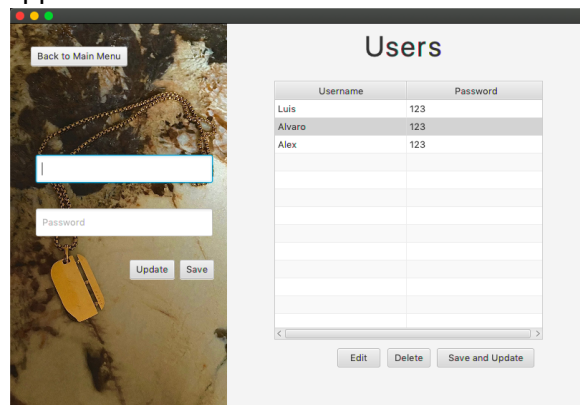 Back to Main Menu
Password
Update Save
Users
Username Password
Luis 123
Alvaro 123
Alex 123
Edit Delete Save and Update